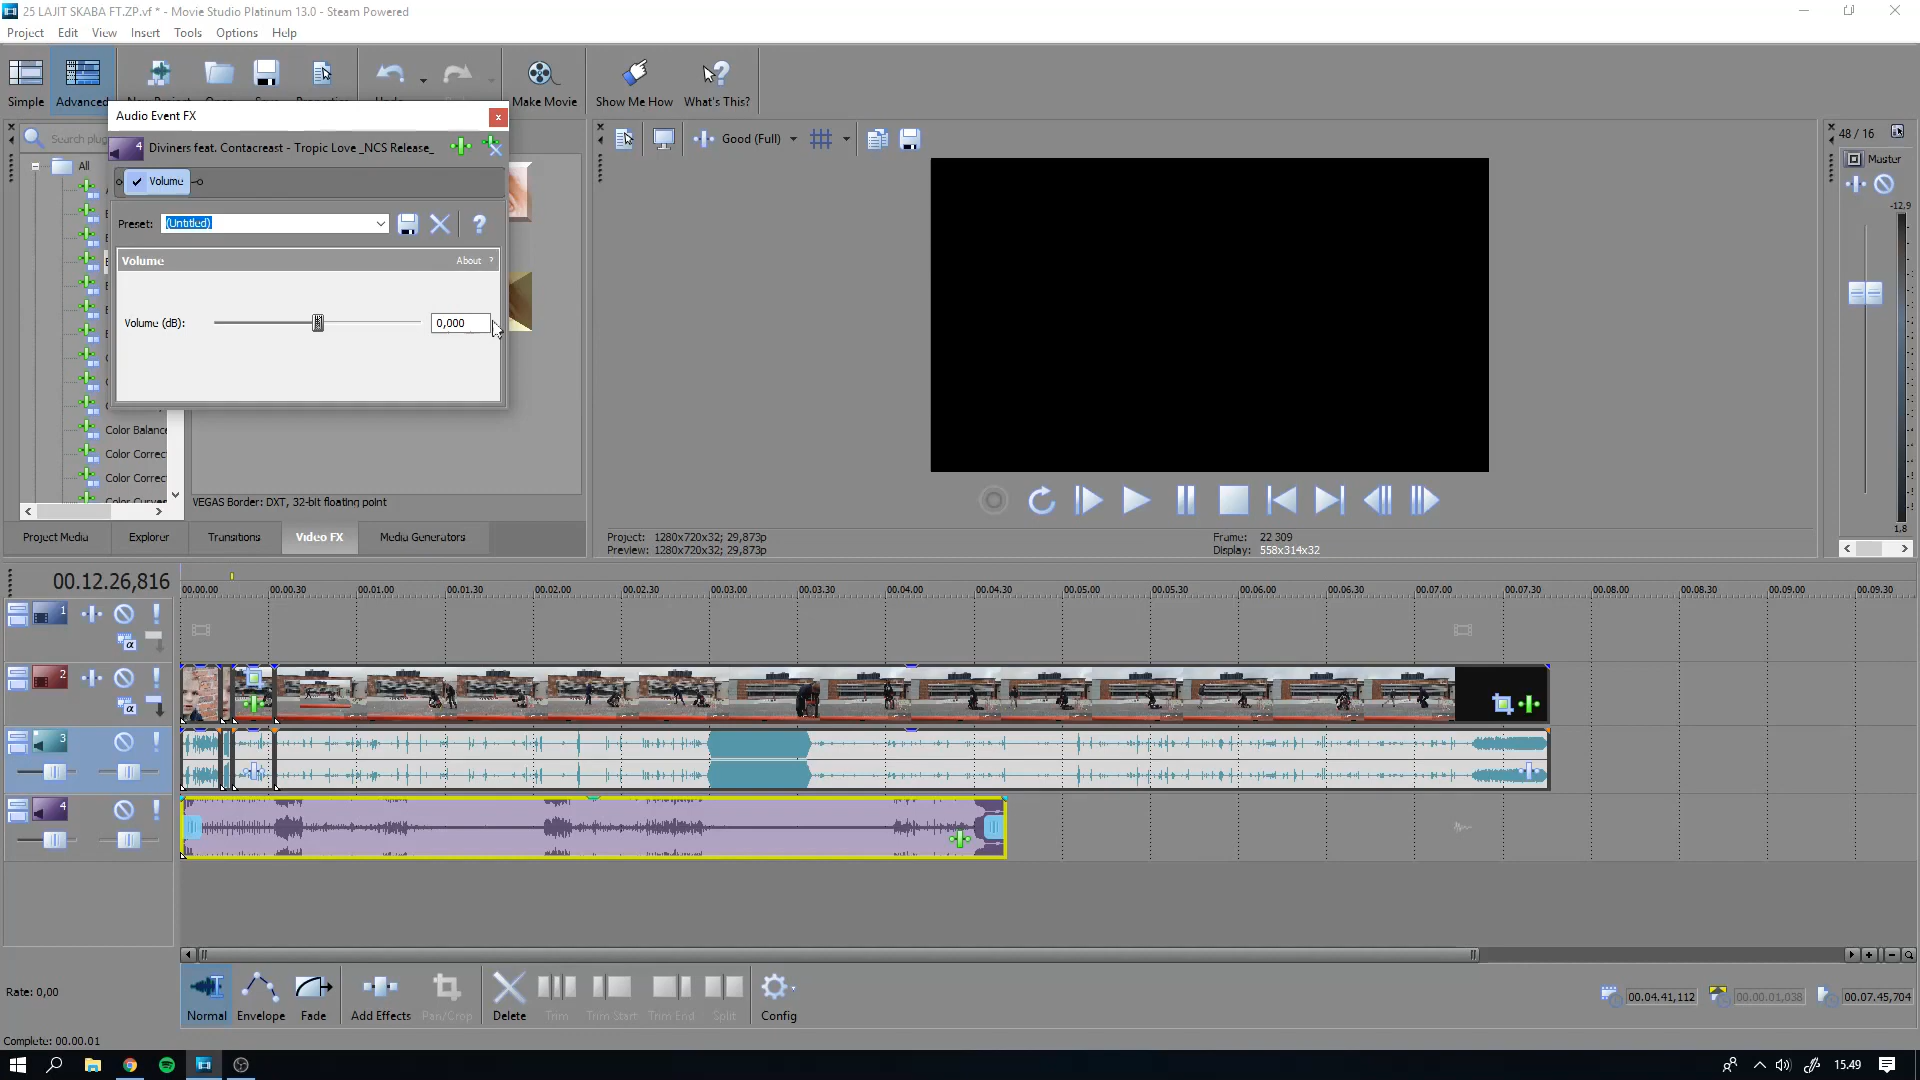 25 LAJIT SKABA FT.ZP.vf * - Movie Studio Platinum 13.0 - Steam Powered
Project Edit View Insert Tools Options Help
Simple Advanced Make Movie Show Me How What's This?
Audio Event FX
4 Diviners feat. Contacreast - Tropic Love _NCS Release_
Volume
Preset: (Untitled)
Volume About ?
Volume (dB): 0,000
Search plug
All
Color Balance
Color Correc
Color Correc
VEGAS Border: DXT, 32-bit floating point
Project Media Explorer Transitions Video FX Media Generators
Good (Full)
Project: 1280x720x32; 29,873p
Preview: 1280x720x32; 29,873p
Frame: 22 309
Display: 558x314x32
48 / 16
Master
-12,9
1.8
00.12.26,816
00.00.00 00.00.30 00.01.00 00.01.30 00.02.00 00.02.30 00.03.00 00.03.30 00.04.00 00.04.30 00.05.00 00.05.30 00.06.00 00.06.30 00.07.00 00.07.30 00.08.00 00.08.30 00.09.00 00.09.30
1
2
3
4
Rate: 0,00
Normal Envelope Fade Add Effects Pan/Crop Delete Trim Trim Start Trim End Split Config
00.04.41,112 00.00.01,038 00.07.45,704
Complete: 00.00.01
15.49